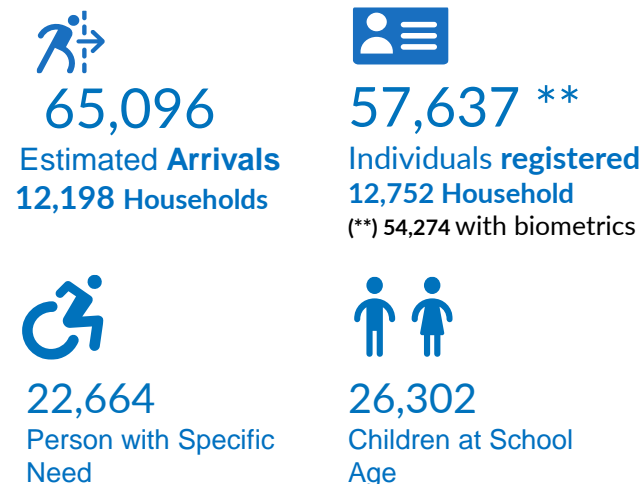 65,096
Estimated Arrivals
12,198 Households
57,637 **
Individuals registered
12,752 Household
(**) 54,274 with biometrics
22,664
Person with Specific
Need
26,302
Children at School
Age